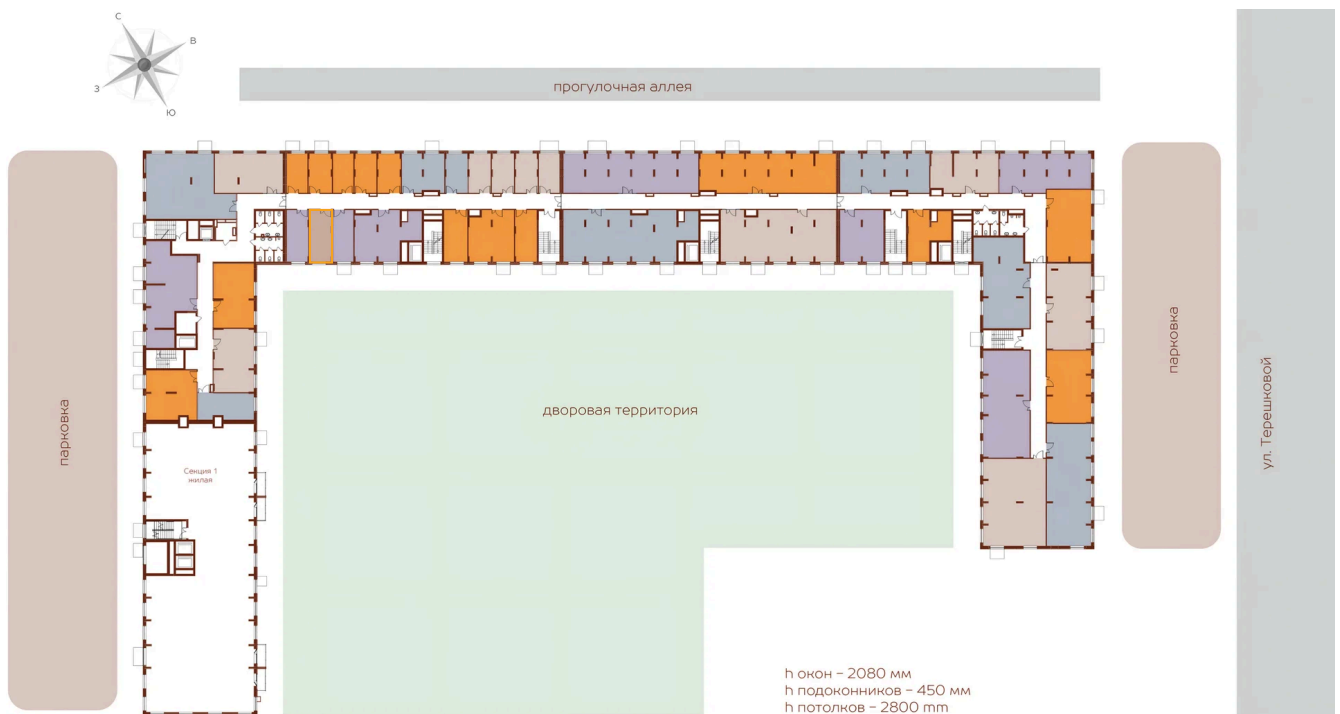 С
В
З
Ю
прогулочная аллея
парковка
парковка
ул. Терешковой
дворовая территория
Секция 1
жилая
h окон – 2080 мм
h подоконников – 450 мм
h потолков – 2800 mm